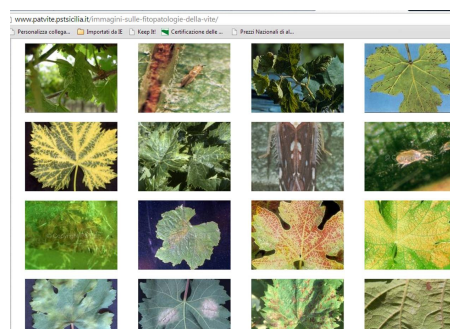 www.patvite.pstsicilia.it/immagini-sulle-fitopatologie-della-vite/
Personalizza collega... Importati da IE Keep It! Certificazione delle ... Prezzi Nazionali di al...